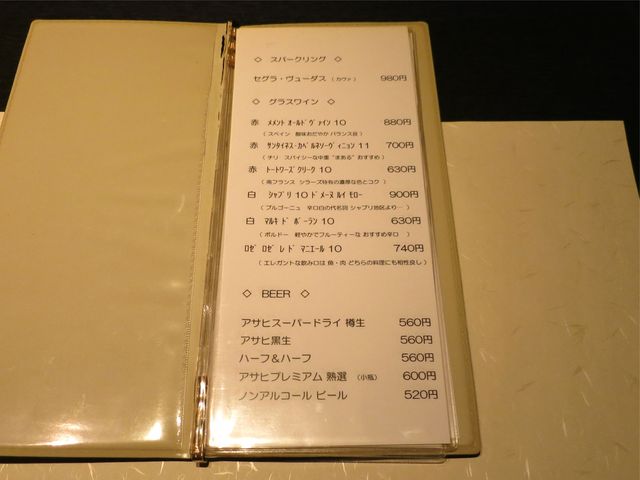 ◇ スパークリング ◇
セグラ・ヴューダス （カヴァ） 980円
◇ グラスワイン ◇
赤 ﾒﾒﾝﾄ ｵｰﾙﾄﾞｳﾞｧｲﾝ 10 880円
（スペイン 酸味おだやか バランス良）
赤 ｻﾝﾀｲﾈｽ･ｶﾍﾞﾙﾈｿｰｳﾞｨﾆｮﾝ 11 700円
（チリ スパイシーな中重 "まある" おすすめ）
赤 ﾄｰﾄﾜｰｽﾞｸﾘｰｸ 10 630円
（南フランス シラーズ特有の濃厚な色とコク ）
白 ｼｬﾌﾞﾘ 10 ﾄﾞﾒｰﾇ ﾙｲ ﾓﾛｰ 900円
（ブルゴーニュ 辛口白の代名詞 シャブリ地区より… ）
白 ﾏﾙｷ ﾄﾞ ﾎﾞｰﾗﾝ 10 630円
（ボルドー 軽やかでフルーティーな おすすめ辛口 ）
ﾛｾﾞ ﾛｾﾞ ﾚ ﾄﾞ ﾏﾆｴｰﾙ 10 740円
（エレガントな飲み口は 魚・肉 どちらの料理にも相性良し ）
◇ BEER ◇
アサヒスーパードライ 樽生 560円
アサヒ黒生 560円
ハーフ＆ハーフ 560円
アサヒプレミアム 熟選 （小瓶） 600円
ノンアルコール ビール 520円